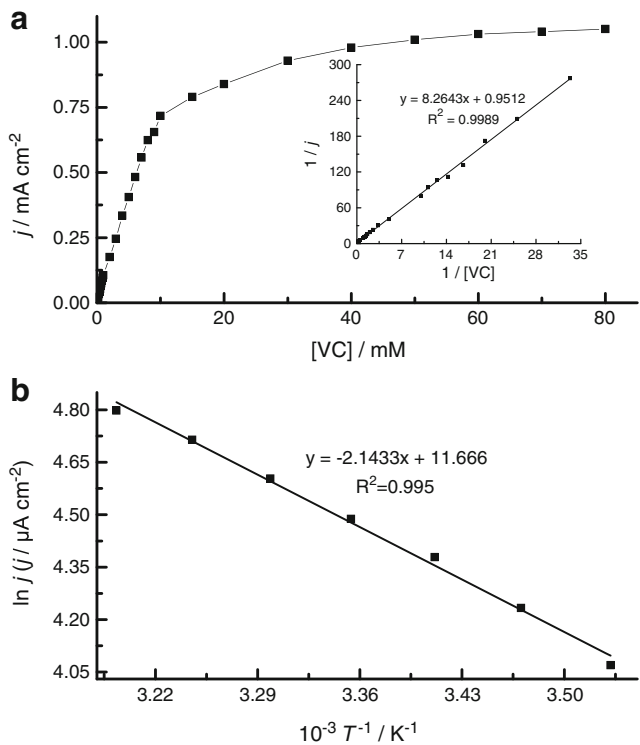 a
1.00
0.75
0.50
0.25
0.00
j / mA cm-2
0
20
40
60
80
[VC] / mM
300
240
180
120
60
0
1 / j
y = 8.2643x + 0.9512
R² = 0.9989
0
7
14
21
28
35
1 / [VC]
b
4.80
4.65
4.50
4.35
4.20
4.05
ln j (j / µA cm-2)
y = -2.1433x + 11.666
R²=0.995
3.22
3.29
3.36
3.43
3.50
10⁻³ T⁻¹ / K⁻¹